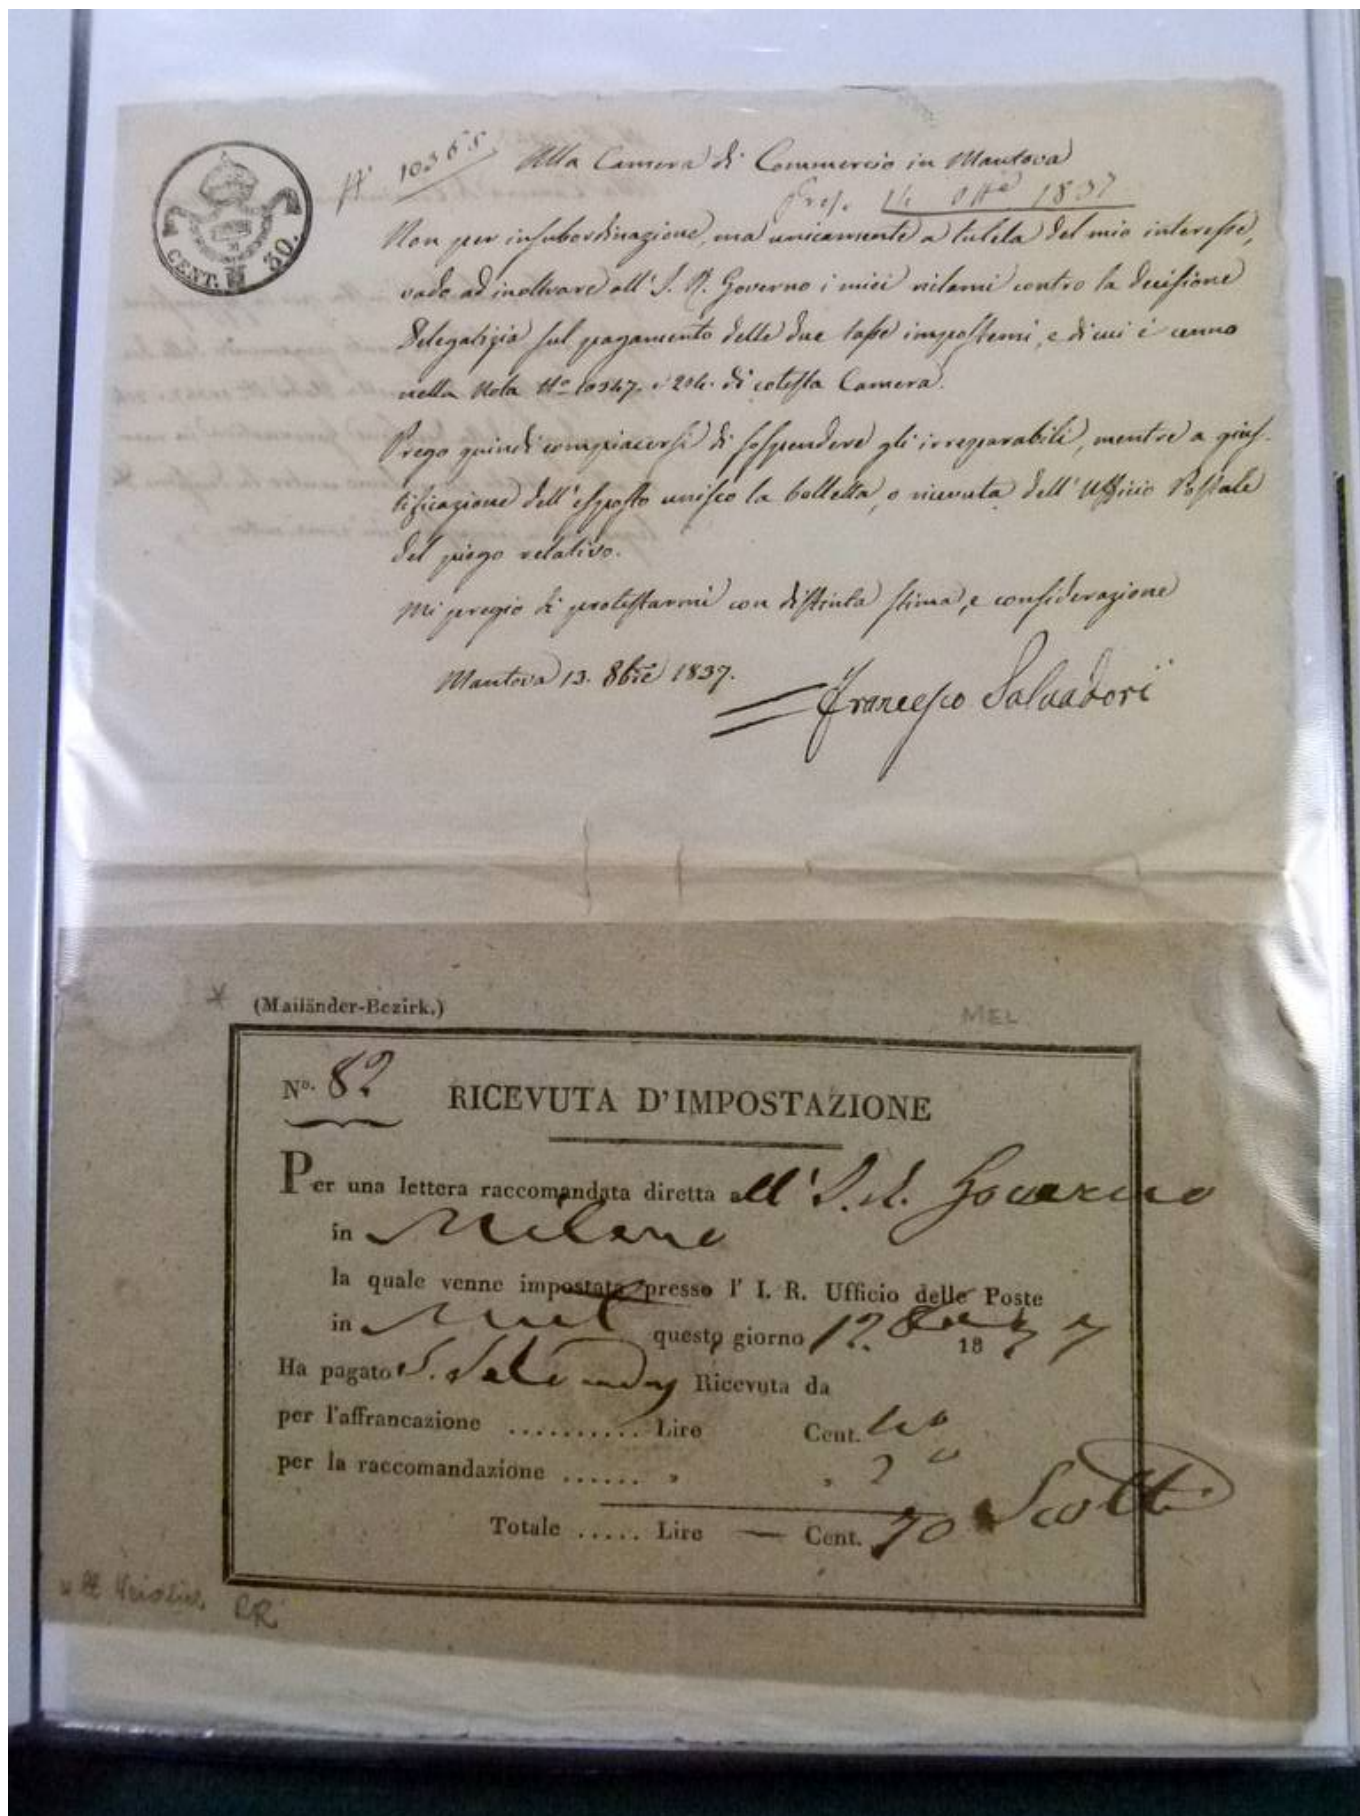 CENT. 30.
N° 10365
Alla Camera di Commercio in Mantova
Pres. 14 Ott.e 1837
Non per insubordinazione, ma unicamente a tutela del mio interesse,
vado ad inoltrare all'I. R. Governo i miei riclami contro la decisione
Delegatizia sul pagamento delle due tasse impostemi, e di cui è cenno
nella Nota N.o 10347. e 204. di cotesta Camera.
Prego quindi compiacersi di sospendere gli irreparabili, mentre a gius-
tificazione dell'esposto unisco la bolletta, o ricevuta dell'Uffizio Postale
del piego relativo.
Mi pregio di protestarmi con distinta stima, e considerazione
Mantova 13. 8bre 1837.
Francesco Salvadori
(Mailänder-Bezirk.)
MEL
No. 82
RICEVUTA D'IMPOSTAZIONE
Per una lettera raccomandata diretta all' I. R. Governo
in Milano
la quale venne impostata presso l' I. R. Ufficio delle Poste
in questo giorno 12. 8bre 1837
Ha pagato Ricevuta da
per l'affrancazione .......... Lire Cent.
per la raccomandazione ...... „ „
Totale ..... Lire — Cent. 70 Scotti
RR